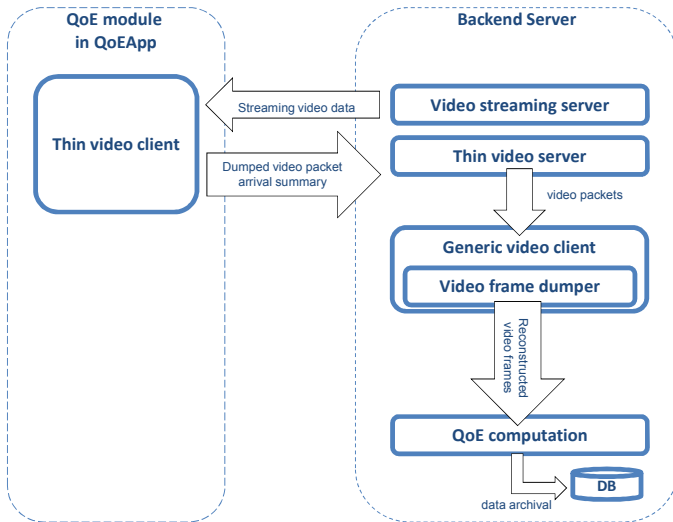 QoE module
in QoEApp
Backend Server
Streaming video data
Video streaming server
Thin video client
Thin video server
Dumped video packet
arrival summary
video packets
Generic video client
Video frame dumper
Reconstructed
video frames
QoE computation
data archival
DB